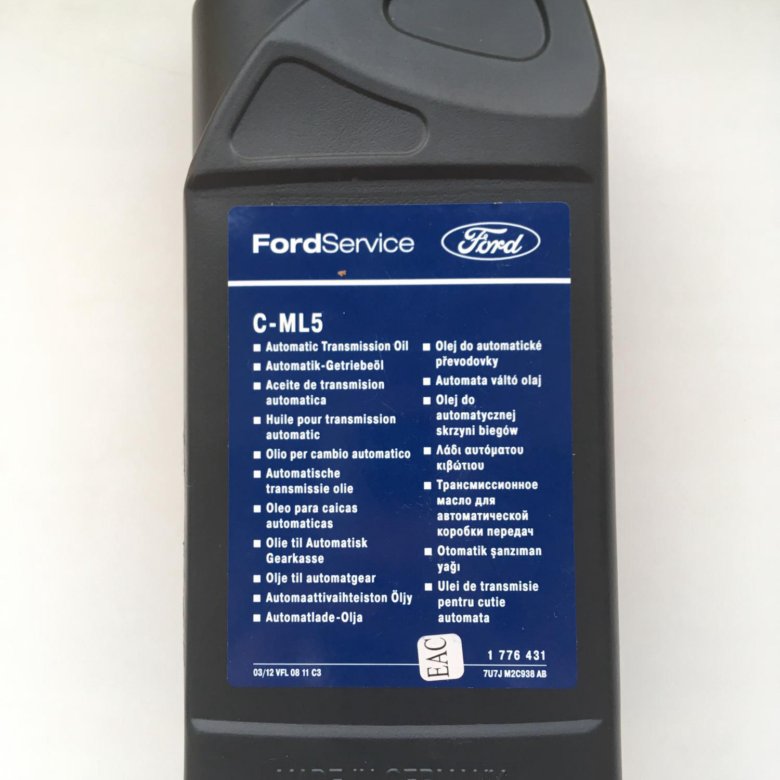 FordService
Ford
C-ML5
■ Automatic Transmission Oil
■ Automatik-Getriebeöl
■ Aceite de transmision
automatica
■ Huile pour transmission
automatic
■ Olio per cambio automatico
■ Automatische
transmissie olie
■ Oleo para caicas
automaticas
■ Olie til Automatisk
Gearkasse
■ Olje til automatgear
■ Automaattivaihteiston Öljy
■ Automatlade-Olja
■ Olej do automatické
převodovky
■ Automata váltó olaj
■ Olej do
automatycznej
skrzyni biegów
■ Λάδι αυτόματου
κιβώτιου
■ Трансмиссионное
масло для
автоматической
коробки передач
■ Otomatik şanzıman
yağı
■ Ulei de transmisie
pentru cutie
automata
EAC
1 776 431
03/12 VFL 08 11 C3
7U7J M2C938 AB
MADE IN GERMANY